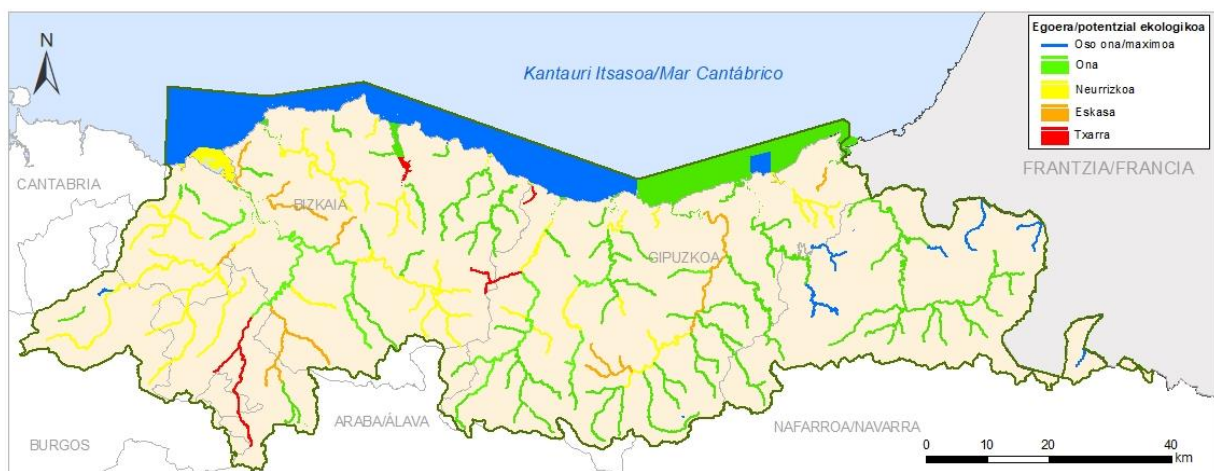 N
Kantauri Itsasoa/Mar Cantábrico
Egoera/potentzial ekologikoa
Oso ona/maximoa
Ona
Neurrizkoa
Eskasa
Txarra
FRANTZIA/FRANCIA
CANTABRIA
BIZKAIA
GIPUZKOA
ARABA/ÁLAVA
NAFARROA/NAVARRA
BURGOS
0 10 20 40
km